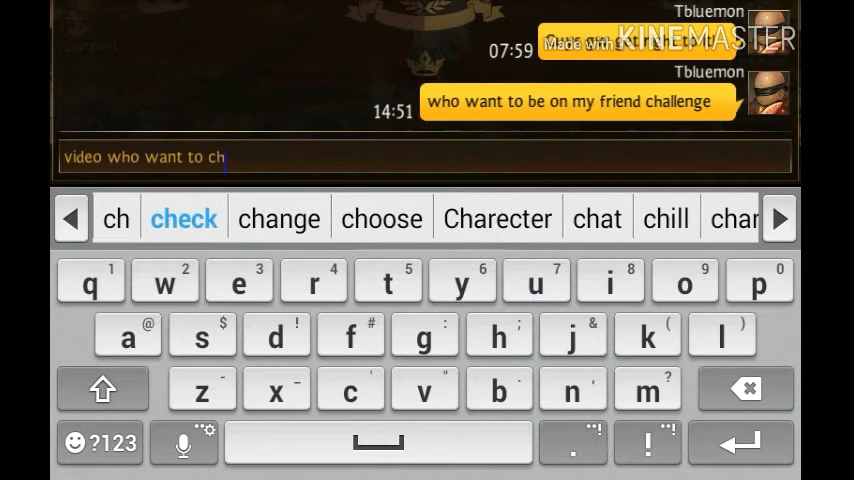 Tbluemon
Made with KINEMASTER
07:59
Tbluemon
who want to be on my friend challenge
14:51
video who want to ch
ch check change choose Charecter chat chill char
q 1 w 2 e 3 r 4 t 5 y 6 u 7 i 8 o 9 p 0
a @ s $ d ! f # g : h ; j & k ( l )
z - x _ c ' v " b . n , m ?
?123 . ..! ! ..!